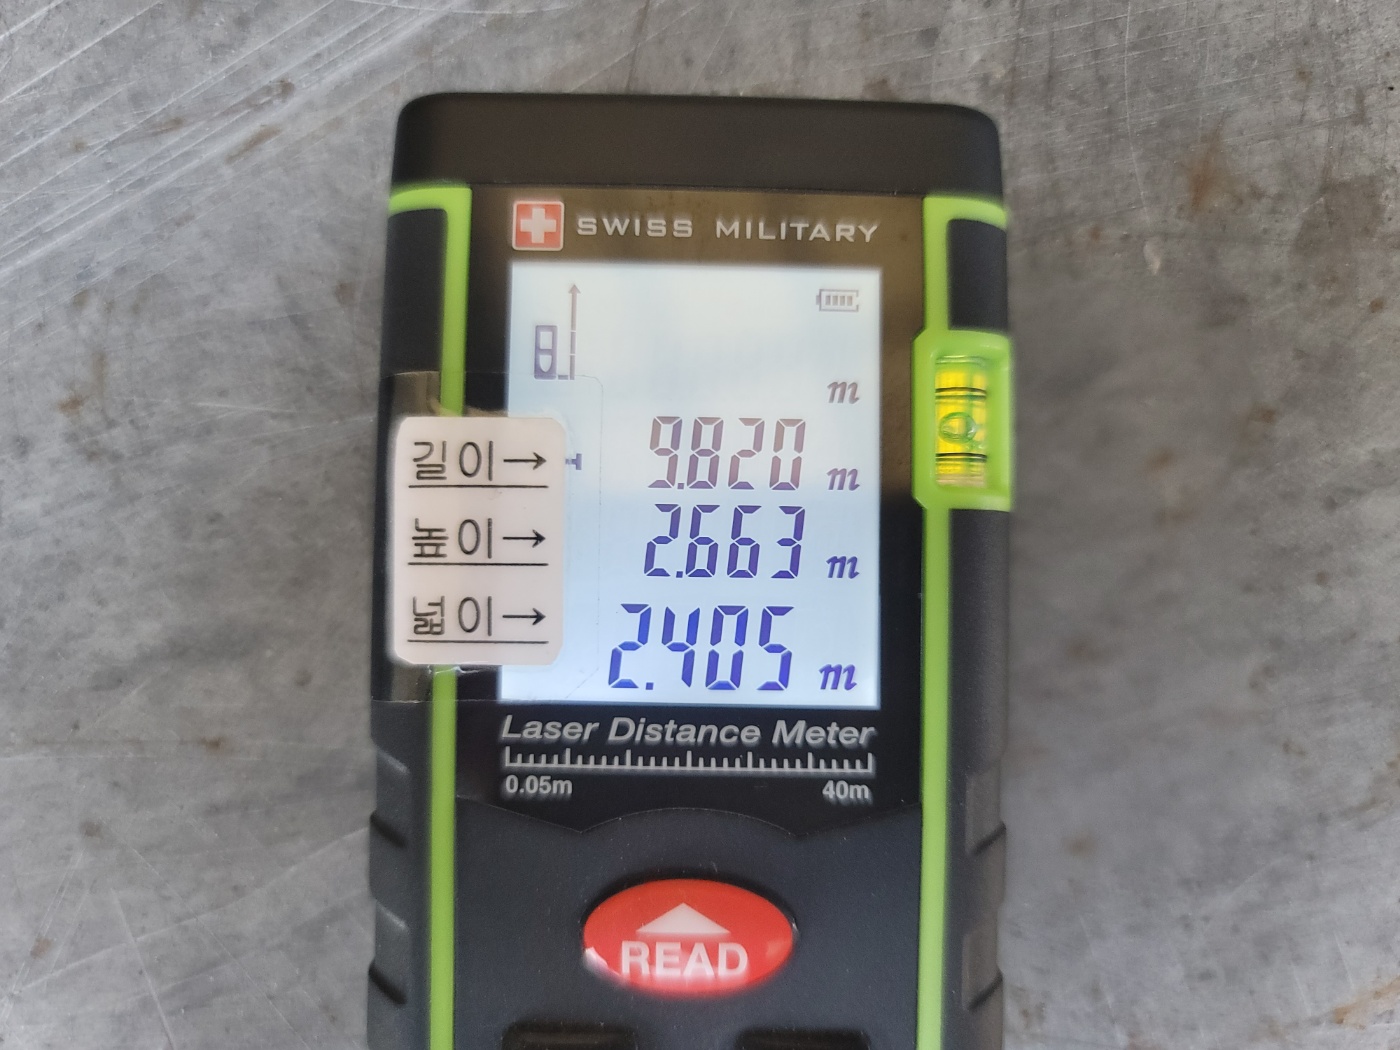 SWISS MILITARY
m
길이→ 9.820 m
높이→ 2.663 m
넓이→ 2.405 m
Laser Distance Meter
0.05m 40m
READ